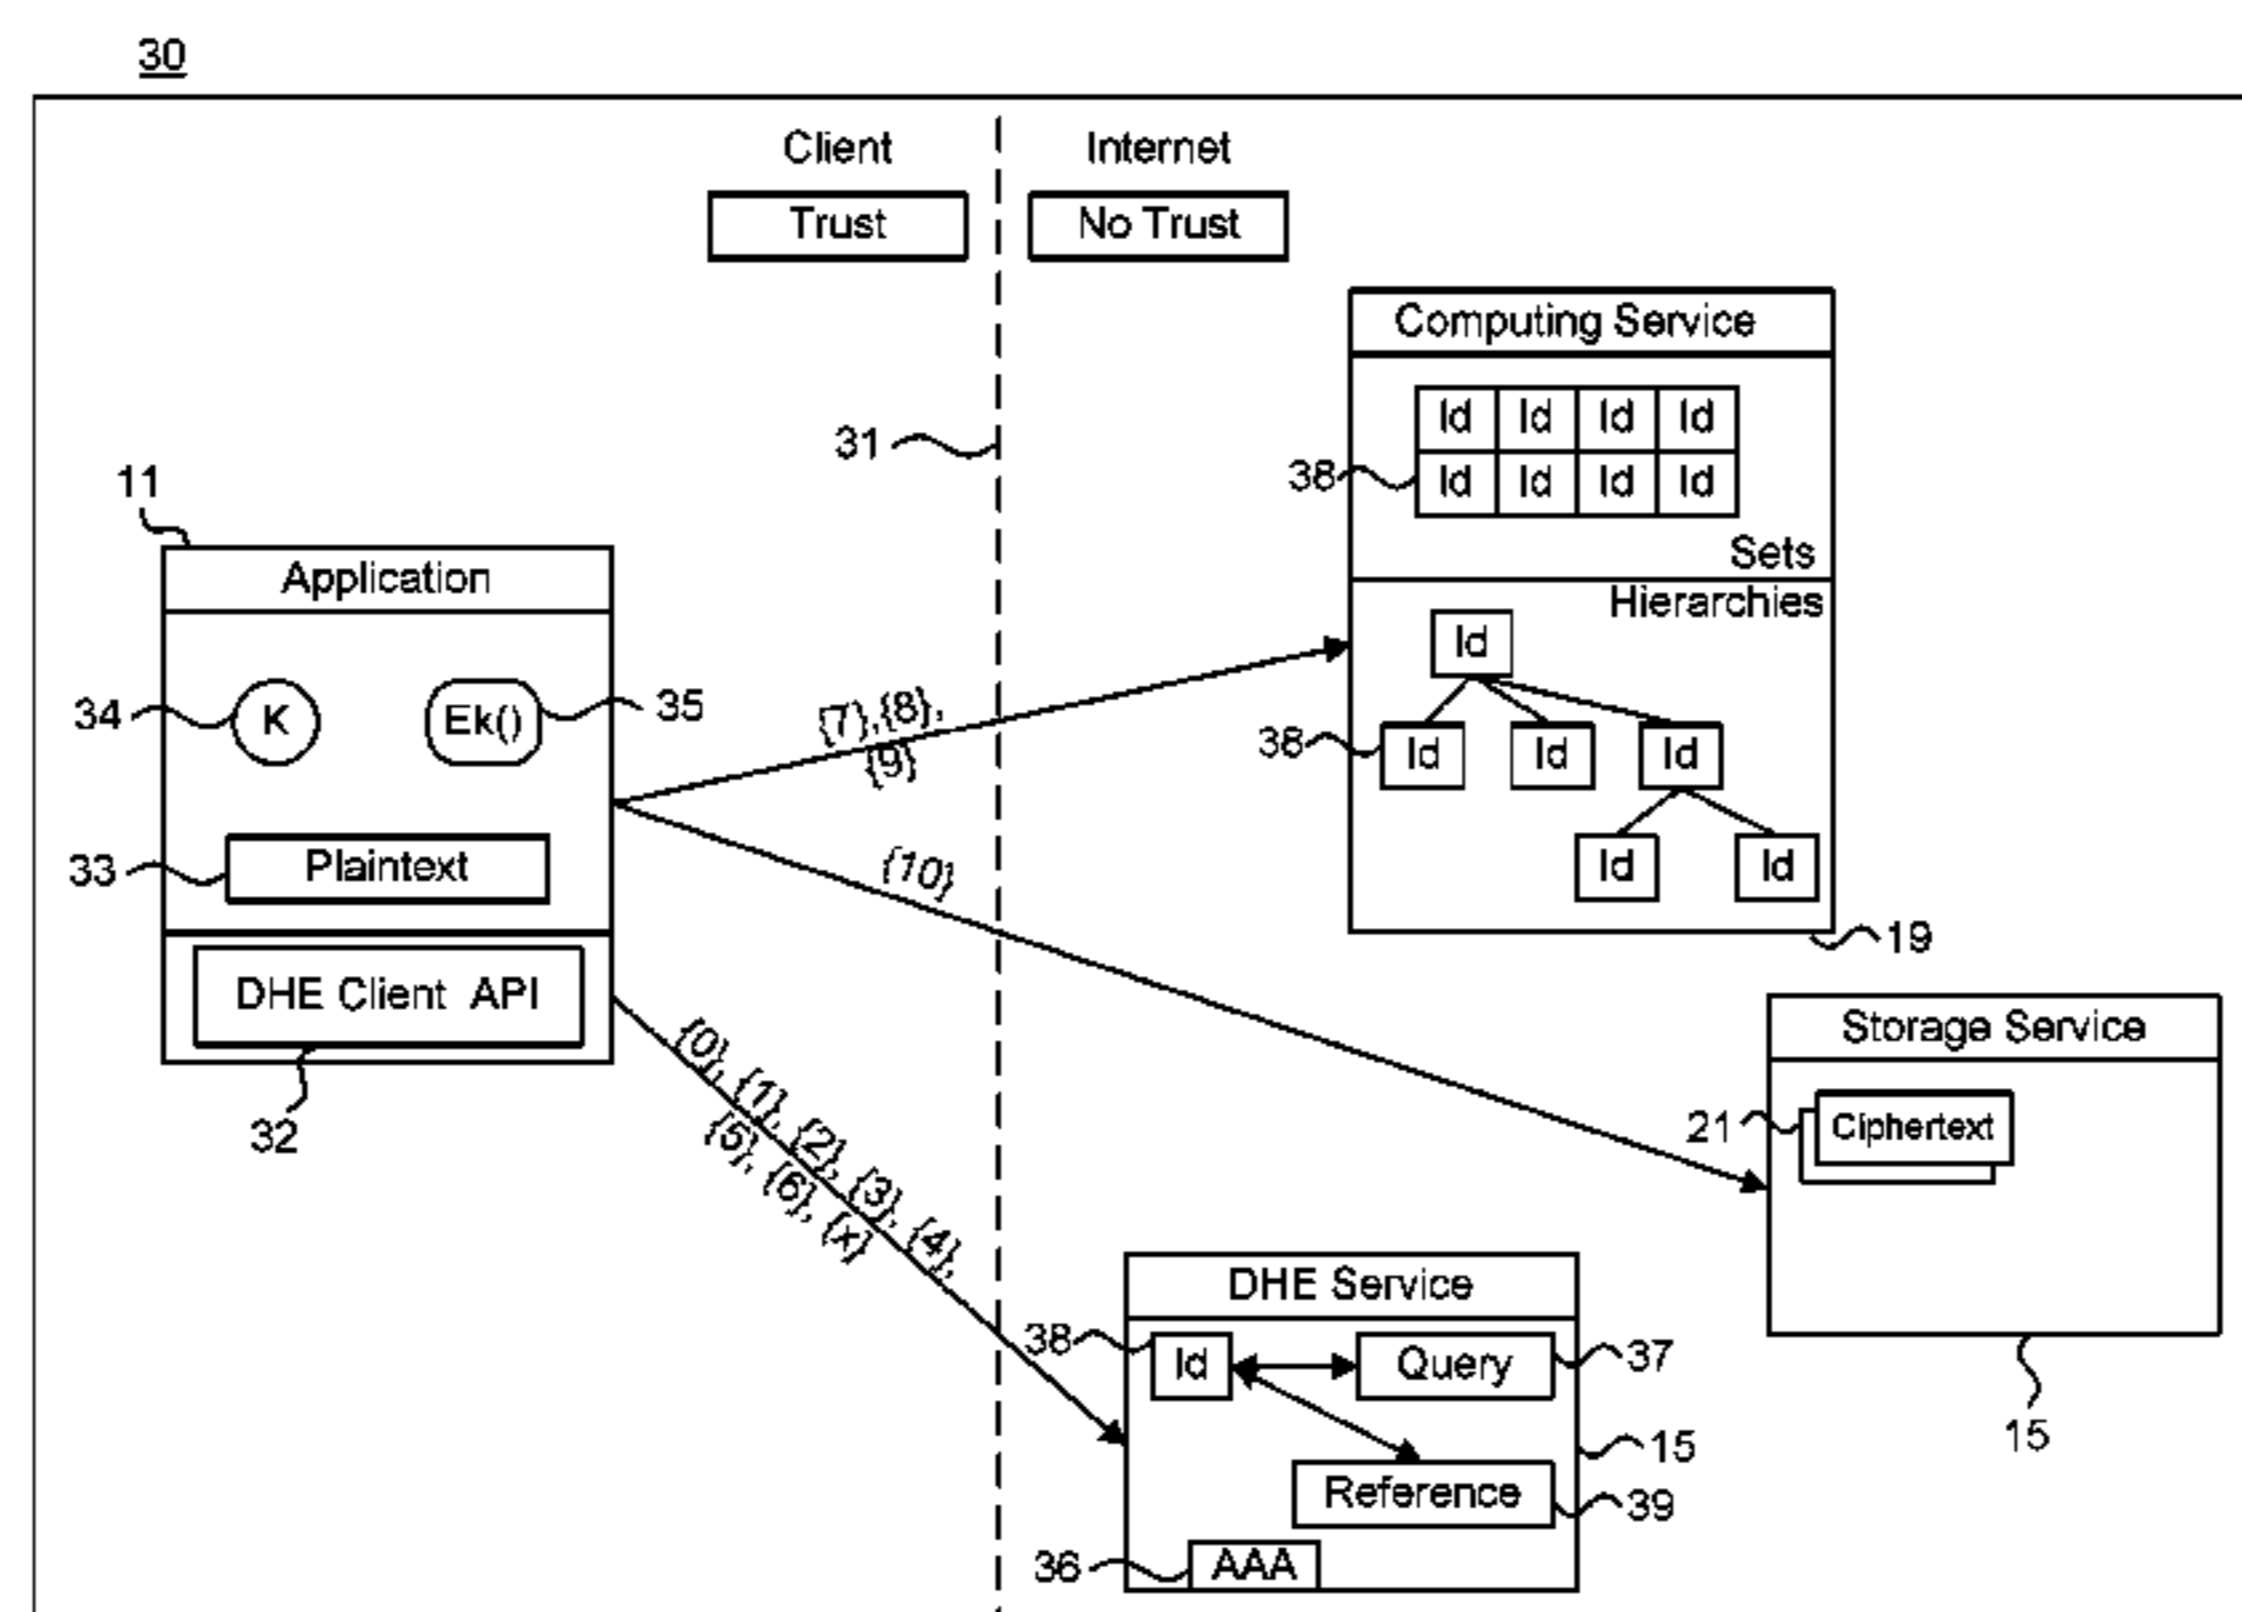 30
Client Internet
Trust No Trust
Computing Service
Id Id Id Id
31
38 Id Id Id Id
11
Sets
Application
Hierarchies
Id
34 K Ek() 35
{7},{8},
{9}
38 Id Id Id
33 Plaintext
{10}
Id Id
19
DHE Client API
Storage Service
32
{0}, {1}, {2}, {3}, {4},
{5}, {6}, {x}
21 Ciphertext
DHE Service
38 Id Query 37
15
15
Reference 39
36 AAA